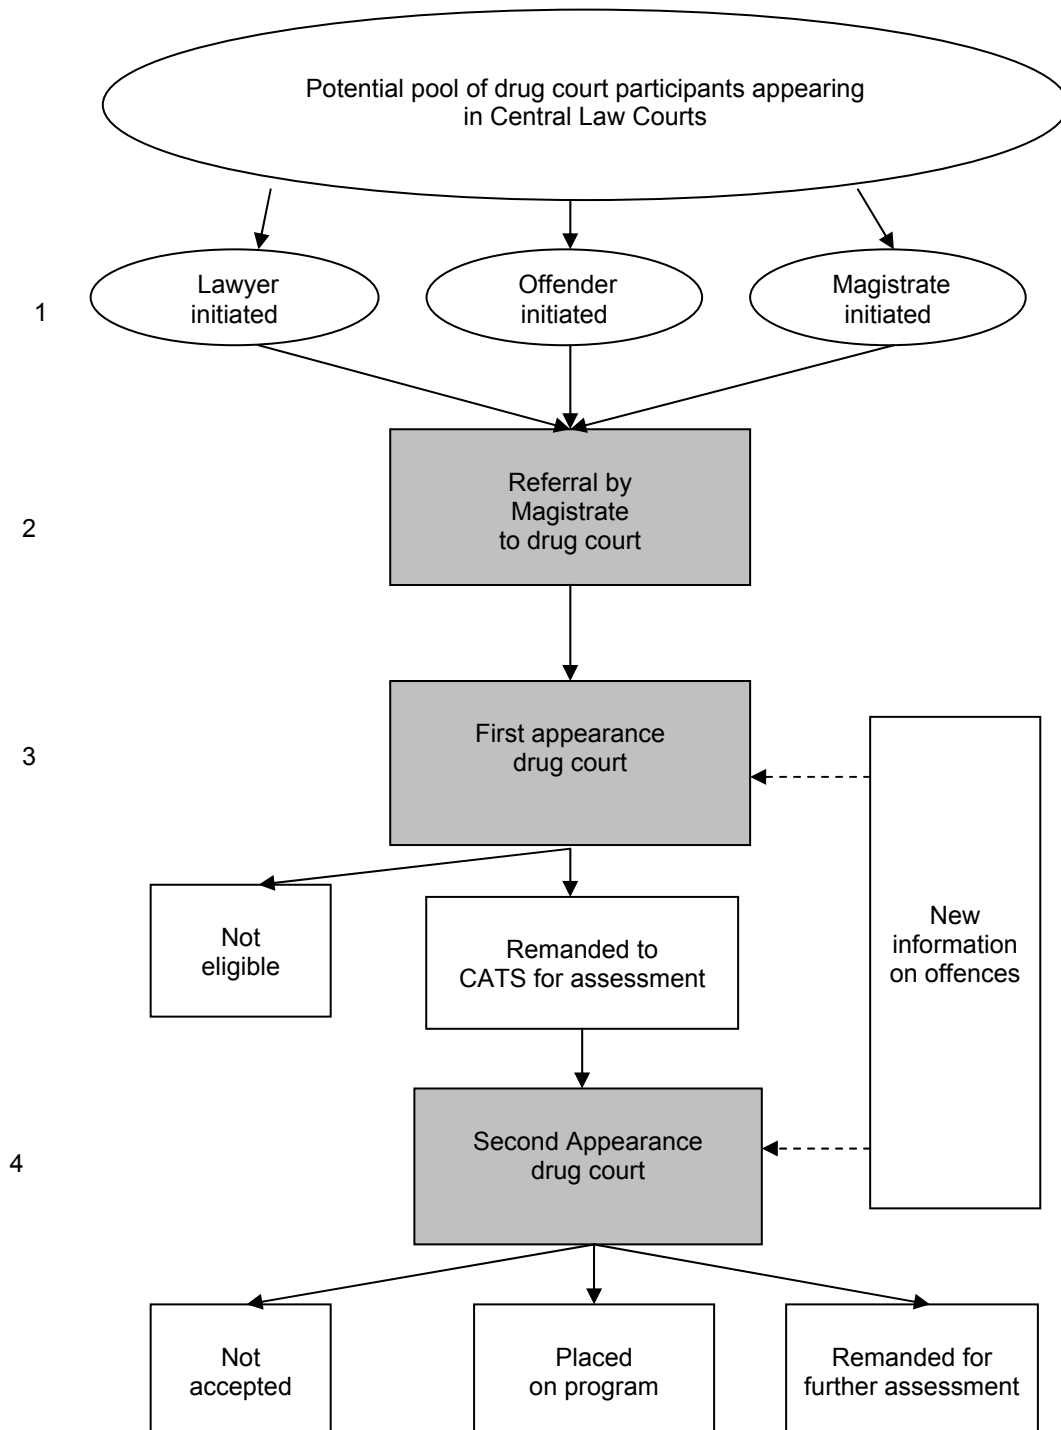 Potential pool of drug court participants appearing
in Central Law Courts
1
Lawyer
initiated
Offender
initiated
Magistrate
initiated
2
Referral by
Magistrate
to drug court
3
First appearance
drug court
Not
eligible
Remanded to
CATS for assessment
New
information
on offences
4
Second Appearance
drug court
Not
accepted
Placed
on program
Remanded for
further assessment